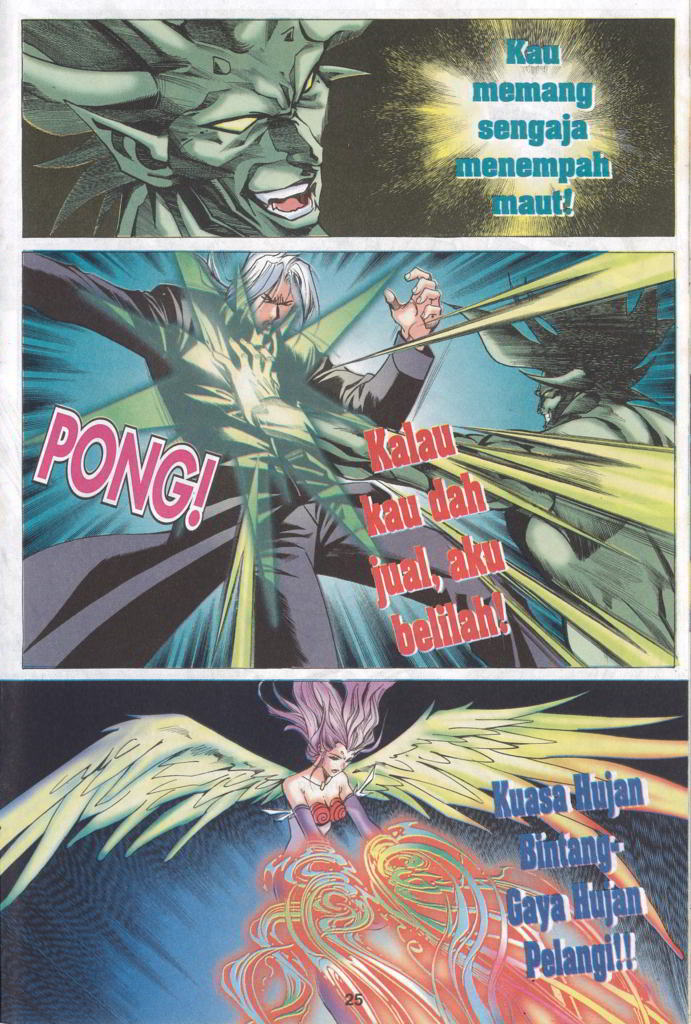 Kau
memang
sengaja
menempah
maut!
PONG!
Kalau
kau dah
jual, aku
belilah!
Kuasa Hujan
Bintang-
Gaya Hujan
Pelangi!!
25